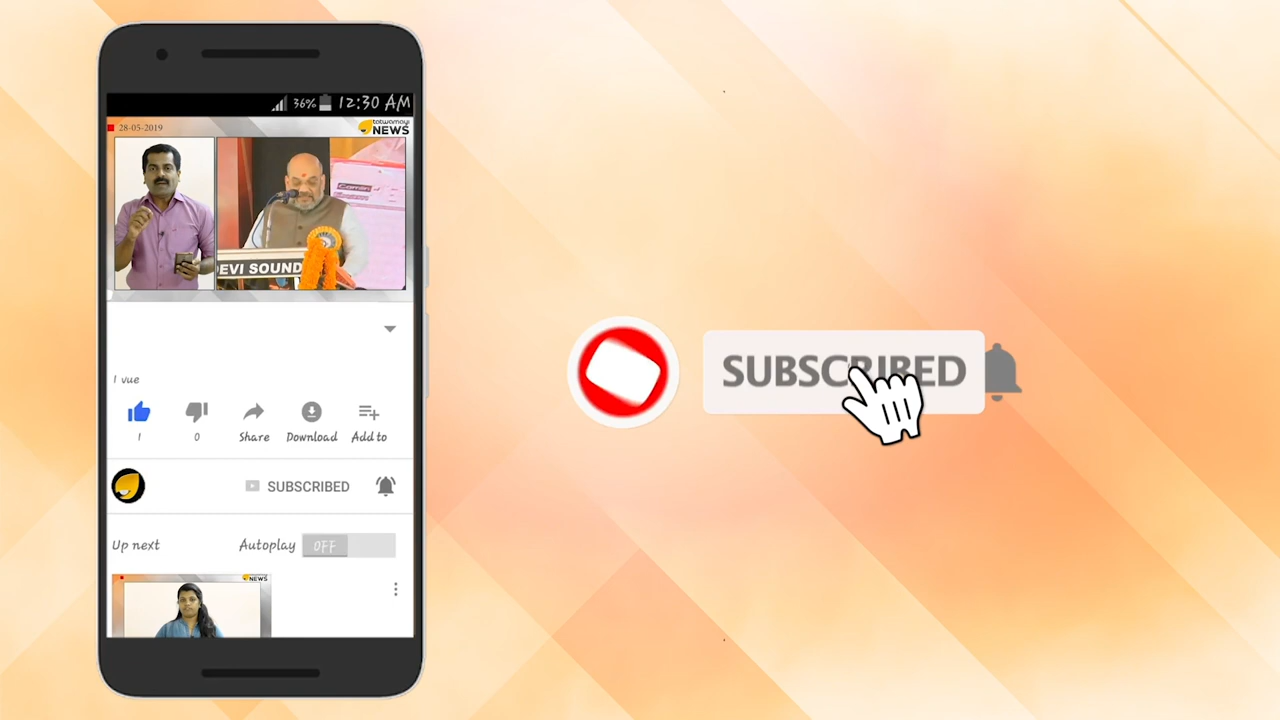 36% 12:30 AM
28-05-2019
tatwamayi
NEWS
DEVI SOUND
1 vue
1
0
Share
Download
Add to
SUBSCRIBED
Up next
Autoplay
OFF
NEWS
SUBSCRIBED